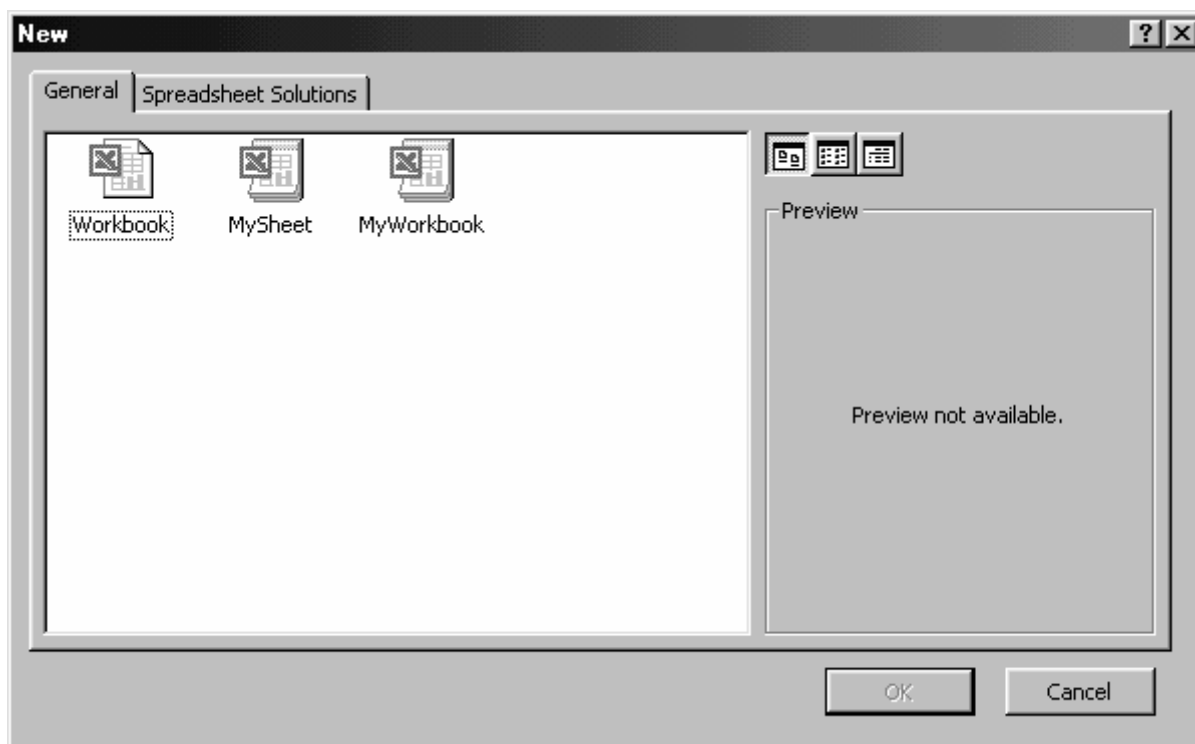 New
General Spreadsheet Solutions
Workbook MySheet MyWorkbook
Preview
Preview not available.
OK Cancel